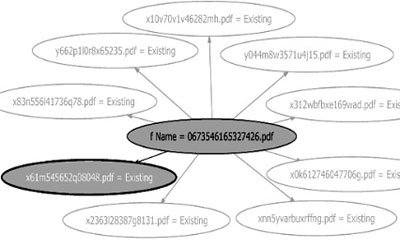 x10v70v1v46282mh.pdf = Existing
y662p1l0r8x65235.pdf = Existing
y044m8w3571u4j15.pdf = Existing
x83n556l41736q78.pdf = Existing
x312wbfbxe169wad.pdf = Existing
f Name = 0673546165327426.pdf
x61m545652q08048.pdf = Existing
x0k612746047706g.pdf = Existing
x2363l28387g8131.pdf = Existing
xnn5yvarbuxrffng.pdf = Existing